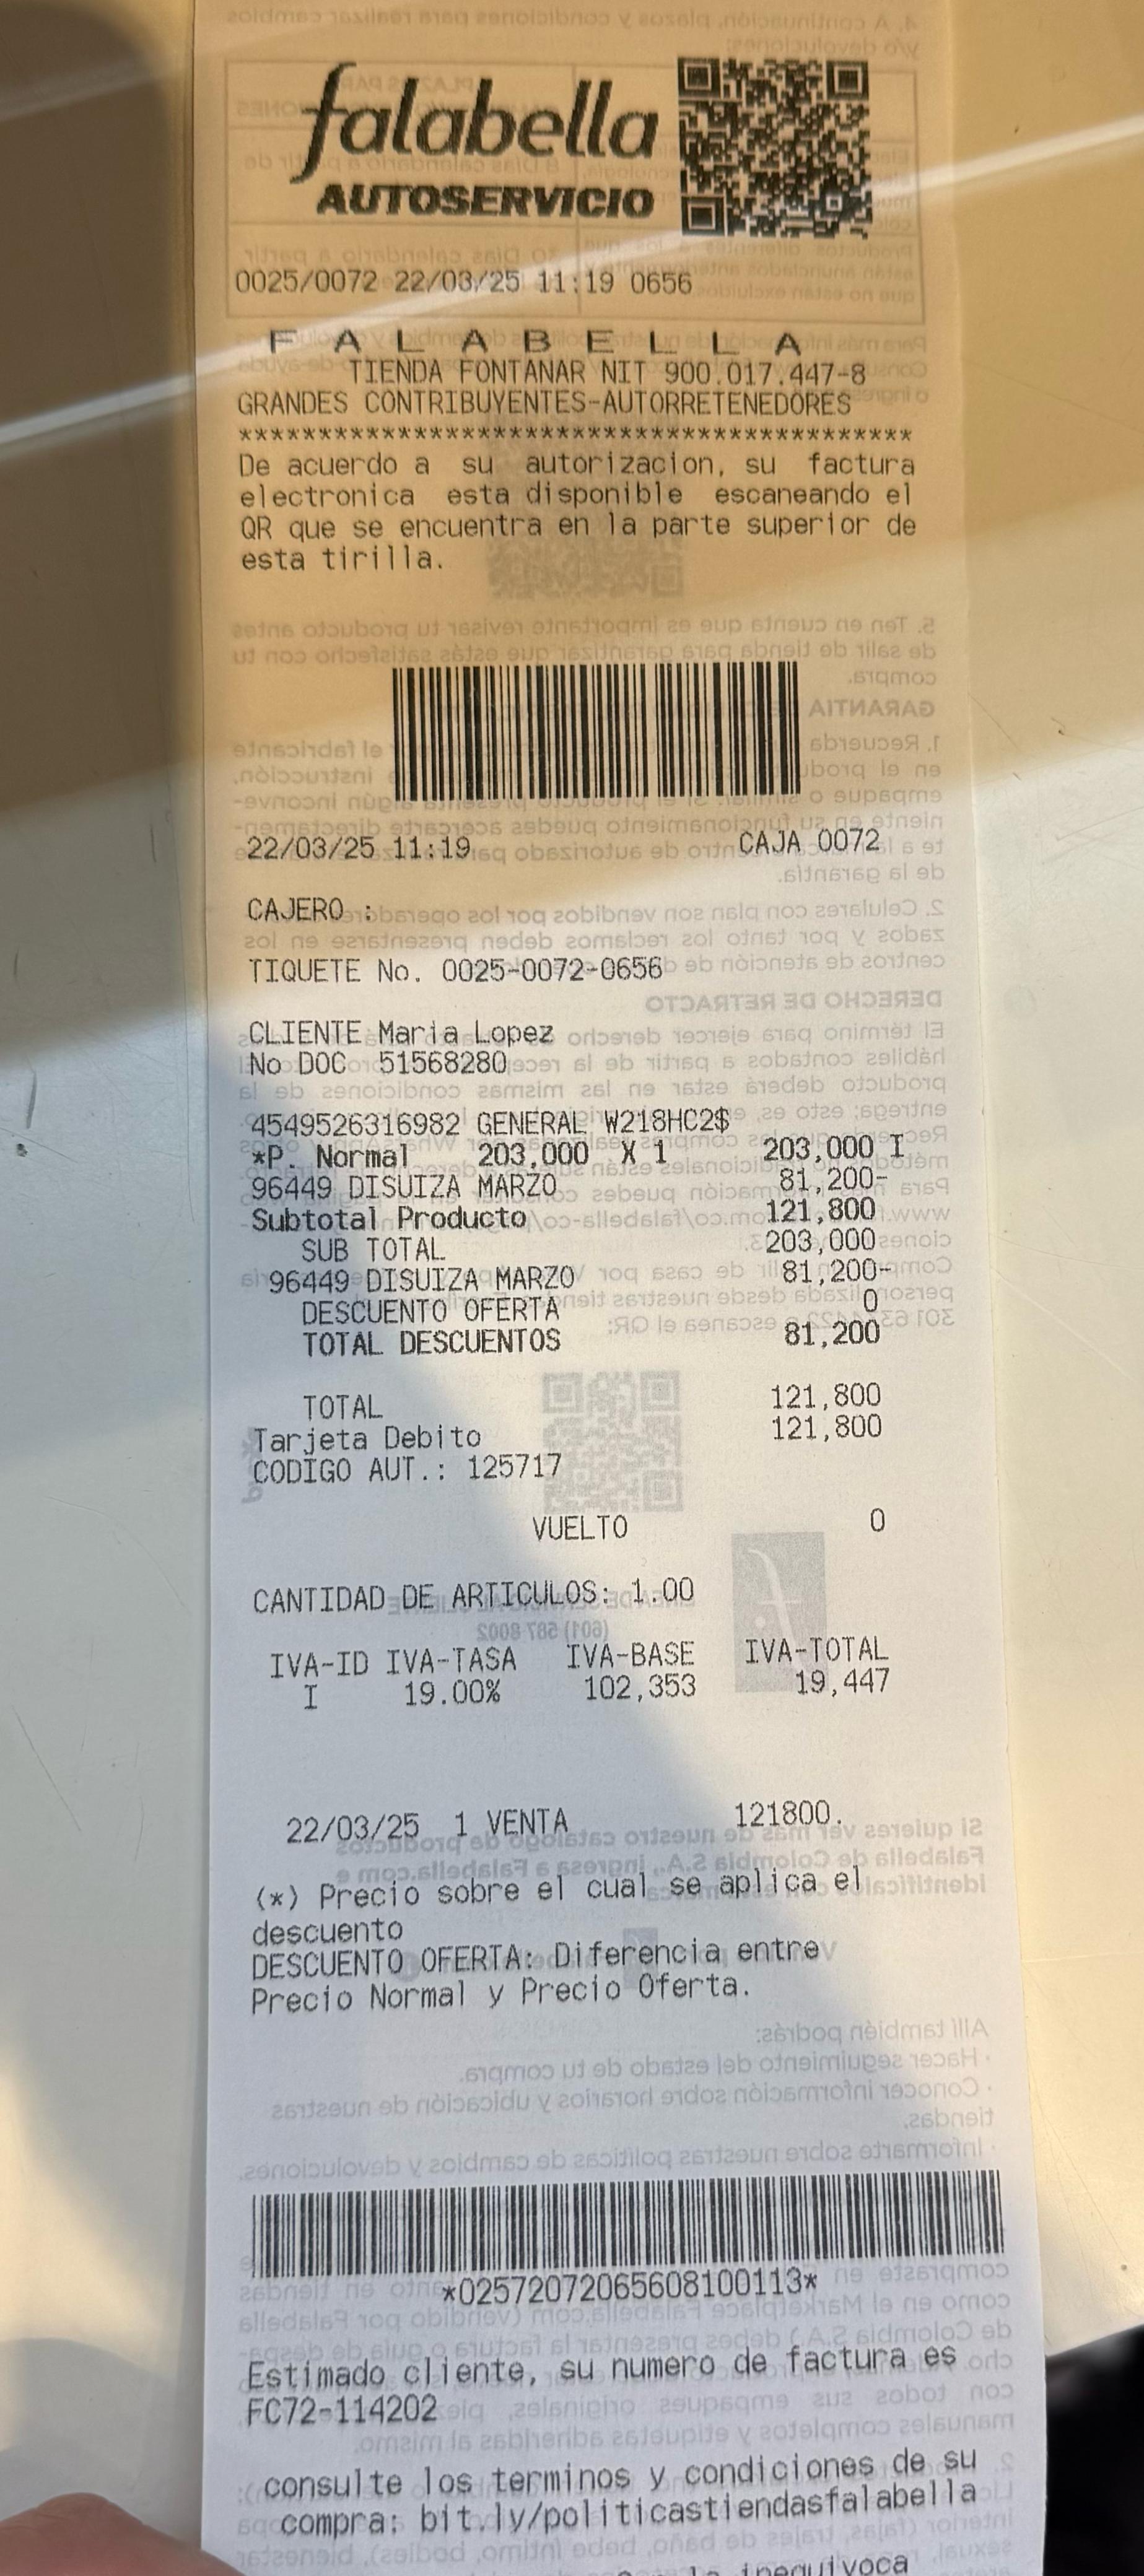 falabella
AUTOSERVICIO
0025/0072 22/03/25 11:19 0656
F A L A B E L L A
TIENDA FONTANAR NIT 900.017.447-8
GRANDES CONTRIBUYENTES-AUTORRETENEDORES
******************************************
De acuerdo a su autorizacion, su factura
electronica esta disponible escaneando el
QR que se encuentra en la parte superior de
esta tirilla.
22/03/25 11:19 CAJA 0072
CAJERO :
TIQUETE No. 0025-0072-0656
CLIENTE Maria Lopez
No DOC 51568280
4549526316982 GENERAL W218HC2$
*P. Normal 203,000 X 1 203,000 I
96449 DISUIZA MARZO 81,200-
Subtotal Producto 121,800
SUB TOTAL 203,000
96449 DISUIZA MARZO 81,200-
DESCUENTO OFERTA 0
TOTAL DESCUENTOS 81,200
TOTAL 121,800
Tarjeta Debito 121,800
CODIGO AUT.: 125717
VUELTO 0
CANTIDAD DE ARTICULOS: 1.00
IVA-ID IVA-TASA IVA-BASE IVA-TOTAL
I 19.00% 102,353 19,447
22/03/25 1 VENTA 121800.
(*) Precio sobre el cual se aplica el
descuento
DESCUENTO OFERTA: Diferencia entre
Precio Normal y Precio Oferta.
*02572072065608100113*
Estimado cliente, su numero de factura es
FC72-114202
consulte los terminos y condiciones de su
compra: bit.ly/politicastiendasfalabella
inequivoca